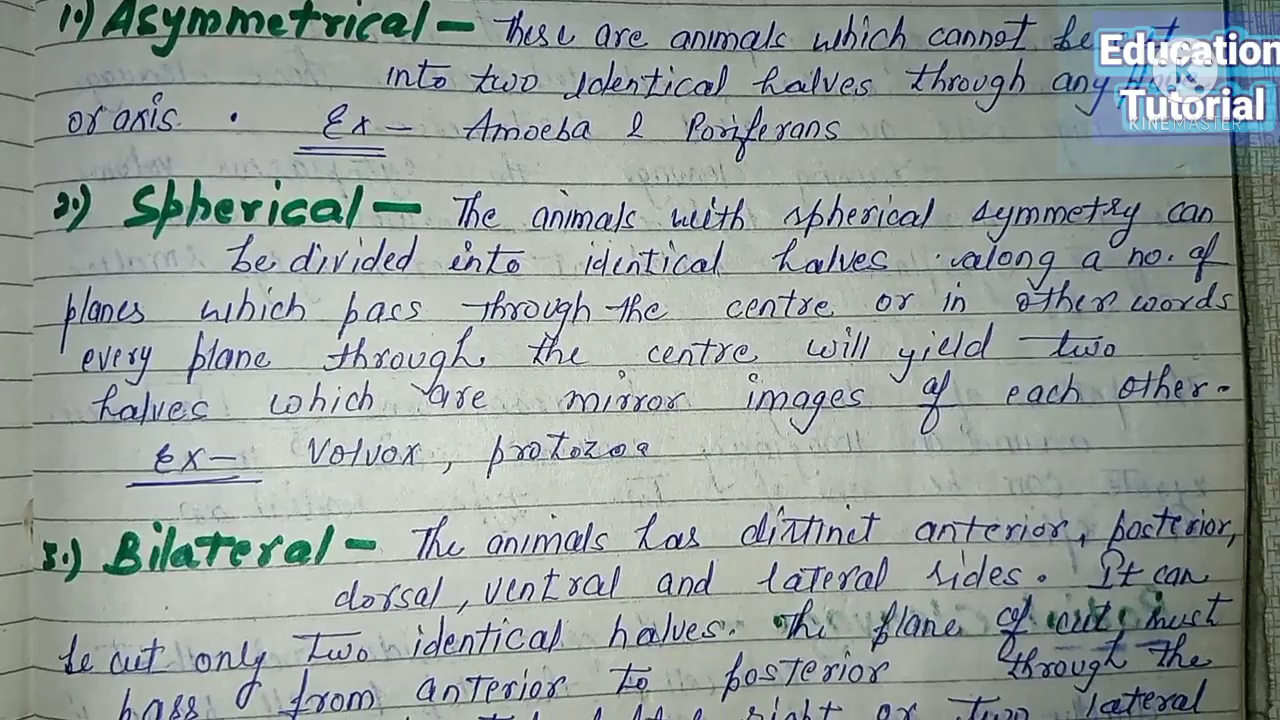 1.) Asymmetrical - These are animals which cannot be
into two identical halves through any
or axis. Ex - Amoeba & Poriferans
Education
Tutorial
KINEMASTER
2.) Spherical - The animals with spherical symmetry can
be divided into identical halves along a no. of
planes which pass through the centre or in other words
every plane through the centre will yield two
halves which are mirror images of each other.
Ex - Volvox, protozoa
3.) Bilateral - The animals has distinct anterior, posterior,
dorsal, ventral and lateral sides. It can
be cut only two identical halves. The plane of cut must
pass from anterior to posterior through the
right or two lateral